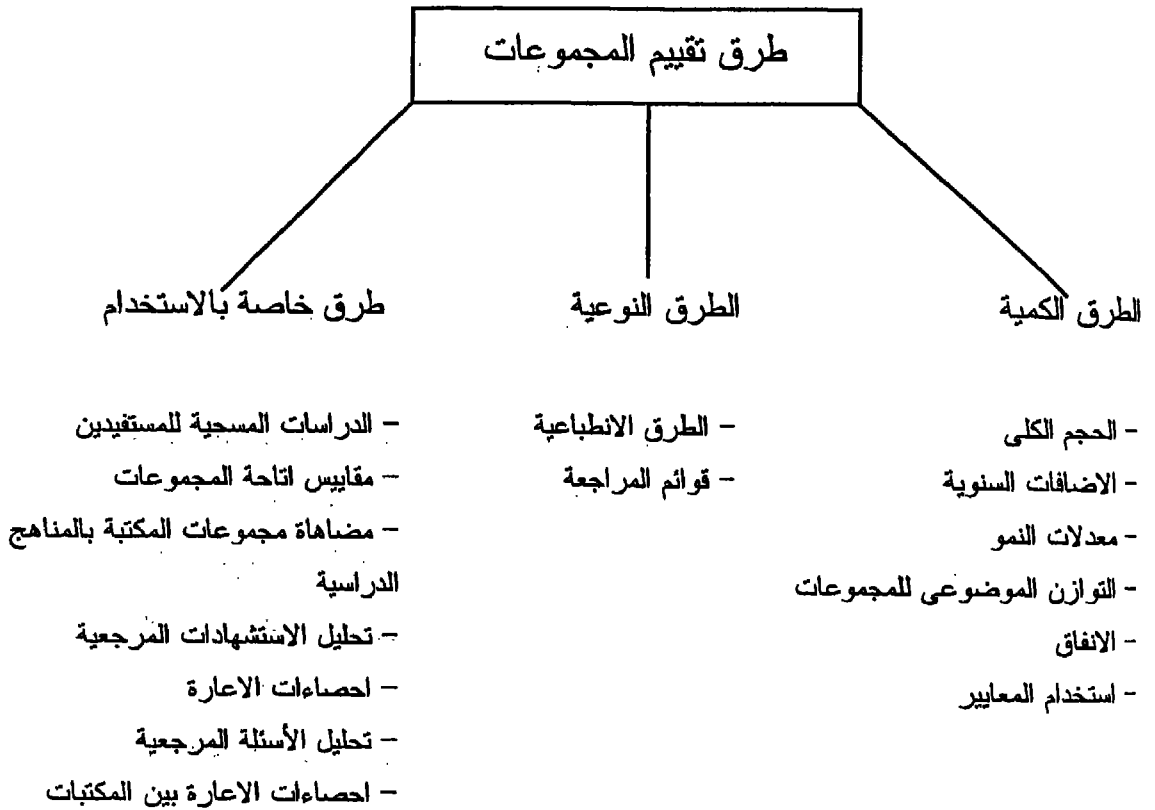 طرق تقييم المجموعات
الطرق الكمية
- الحجم الكلى
- الاضافات السنوية
- معدلات النمو
- التوازن الموضوعى للمجموعات
- الانفاق
- استخدام المعايير
الطرق النوعية
– الطرق الانطباعية
– قوائم المراجعة
طرق خاصة بالاستخدام
– الدراسات المسحية للمستفيدين
– مقاييس اتاحة المجموعات
– مضاهاة مجموعات المكتبة بالمناهج
الدراسية
– تحليل الاستشهادات المرجعية
– احصاءات الاعارة
– تحليل الأسئلة المرجعية
– احصاءات الاعارة بين المكتبات